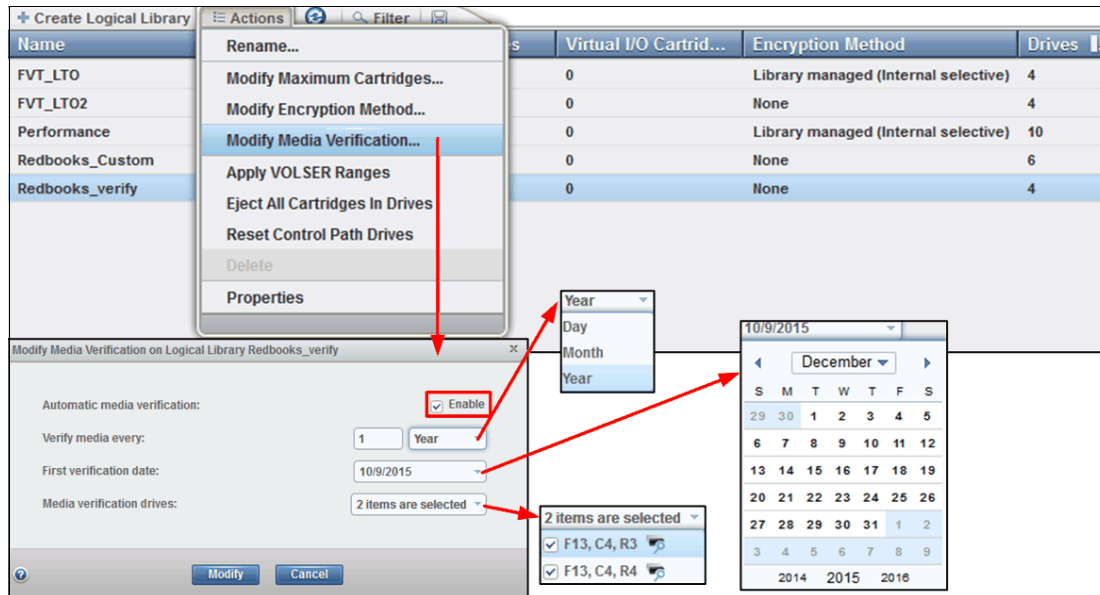 Create Logical Library Actions Filter
Name s Virtual I/O Cartrid... Encryption Method Drives
FVT_LTO 0 Library managed (Internal selective) 4
FVT_LTO2 0 None 4
Performance 0 Library managed (Internal selective) 10
Redbooks_Custom 0 None 6
Redbooks_verify 0 None 4
Rename...
Modify Maximum Cartridges...
Modify Encryption Method...
Modify Media Verification...
Apply VOLSER Ranges
Eject All Cartridges In Drives
Reset Control Path Drives
Delete
Properties
Modify Media Verification on Logical Library Redbooks_verify x
Automatic media verification: Enable
Verify media every: 1 Year
First verification date: 10/9/2015
Media verification drives: 2 items are selected
Modify Cancel
Year
Day
Month
Year
2 items are selected
F13, C4, R3
F13, C4, R4
10/9/2015
December
S M T W T F S
29 30 1 2 3 4 5
6 7 8 9 10 11 12
13 14 15 16 17 18 19
20 21 22 23 24 25 26
27 28 29 30 31 1 2
3 4 5 6 7 8 9
2014 2015 2016